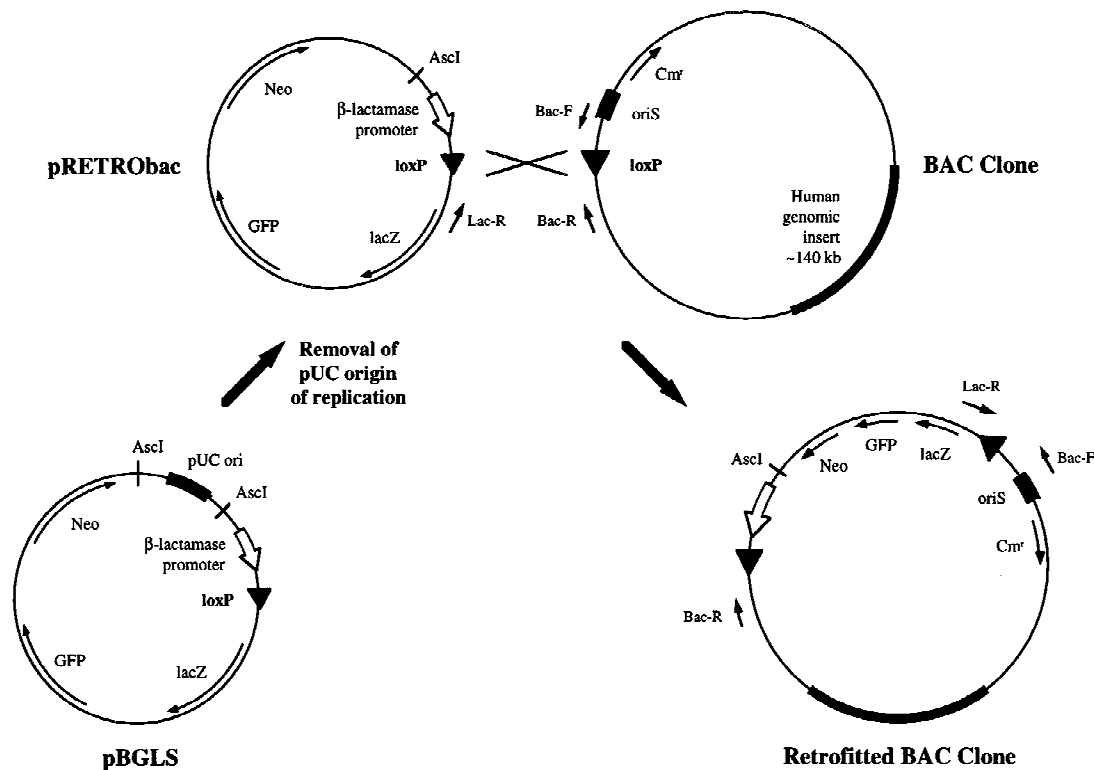 AscI
Neo
β-lactamase
promoter
pRETRObac
loxP
Lac-R
GFP
lacZ
Cmʳ
Bac-F
oriS
loxP
BAC Clone
Bac-R
Human
genomic
insert
~140 kb
Removal of
pUC origin
of replication
AscI
pUC ori
AscI
Neo
β-lactamase
promoter
loxP
GFP
lacZ
pBGLS
Lac-R
GFP
lacZ
Neo
AscI
Bac-F
oriS
Cmʳ
Bac-R
Retrofitted BAC Clone